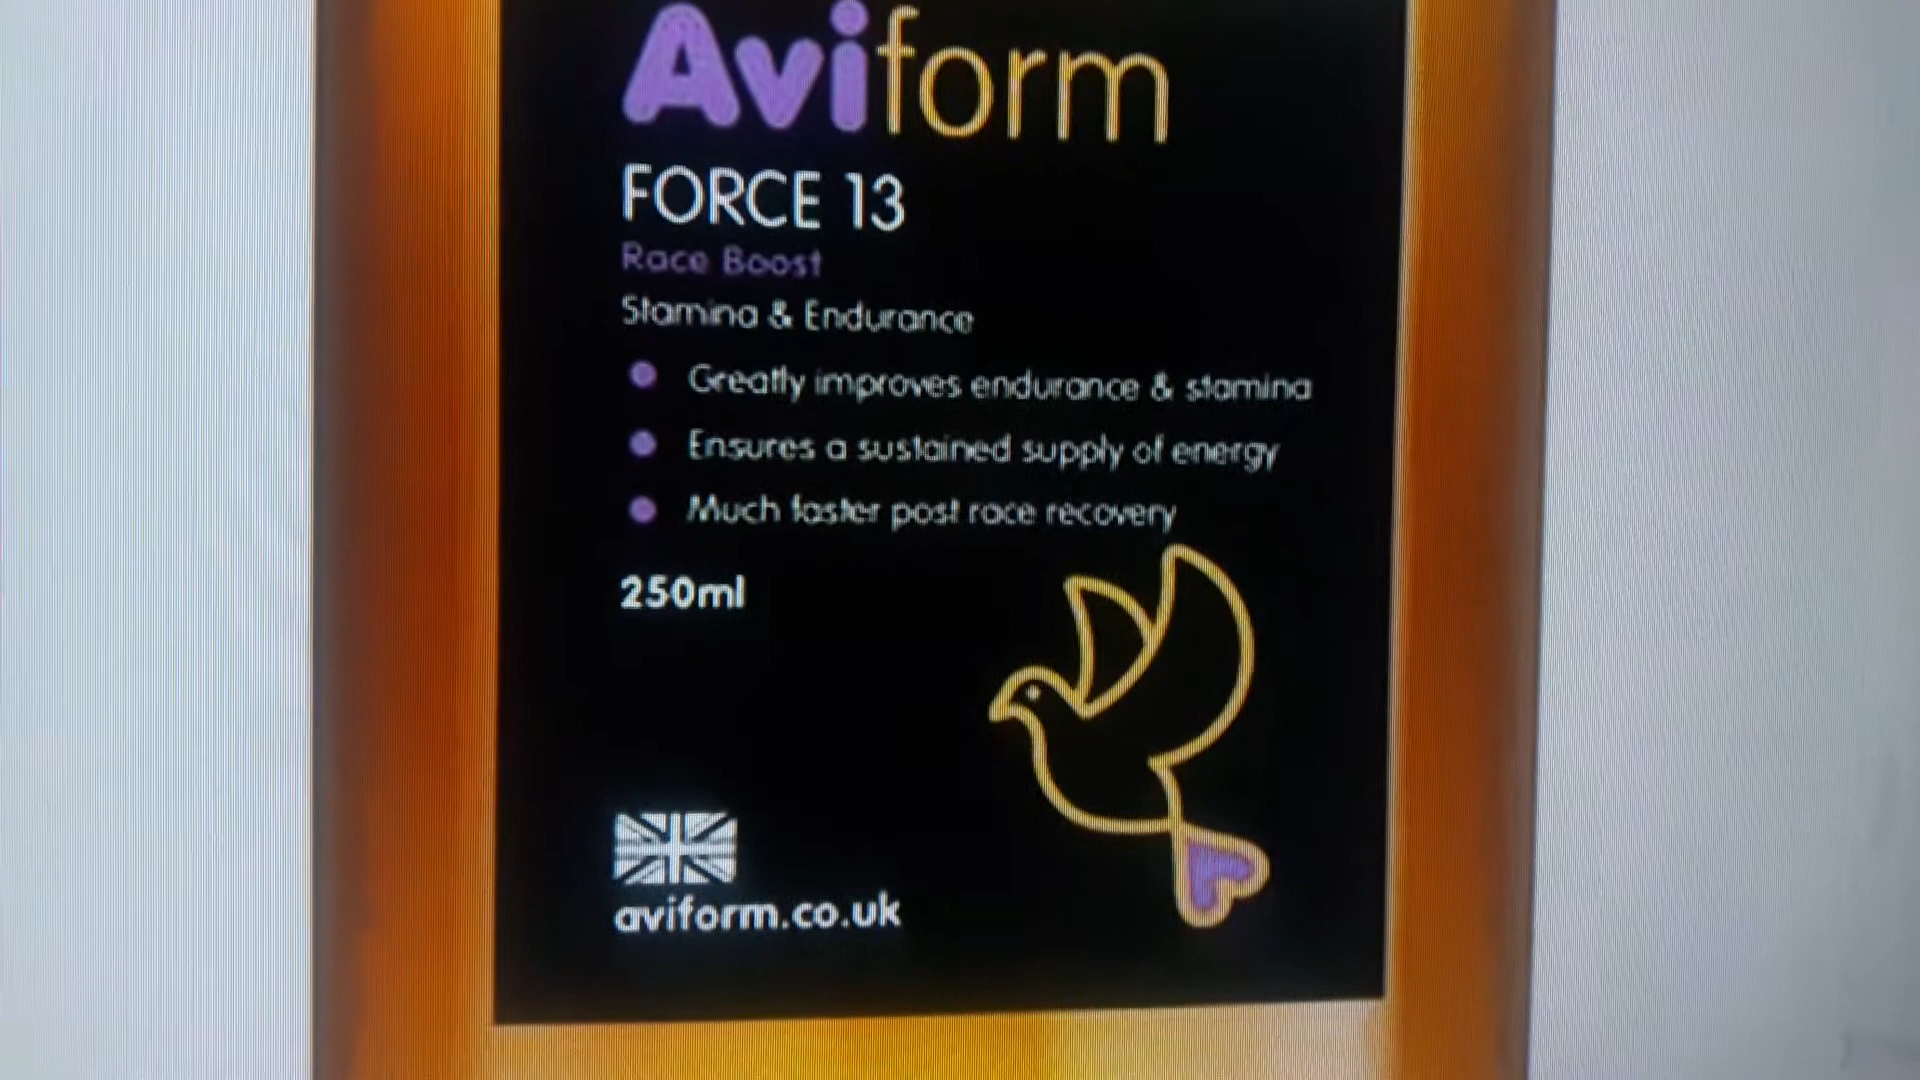 Aviform
FORCE 13
Race Boost
Stamina & Endurance
Greatly improves endurance & stamina
Ensures a sustained supply of energy
Much faster post race recovery
250ml
aviform.co.uk